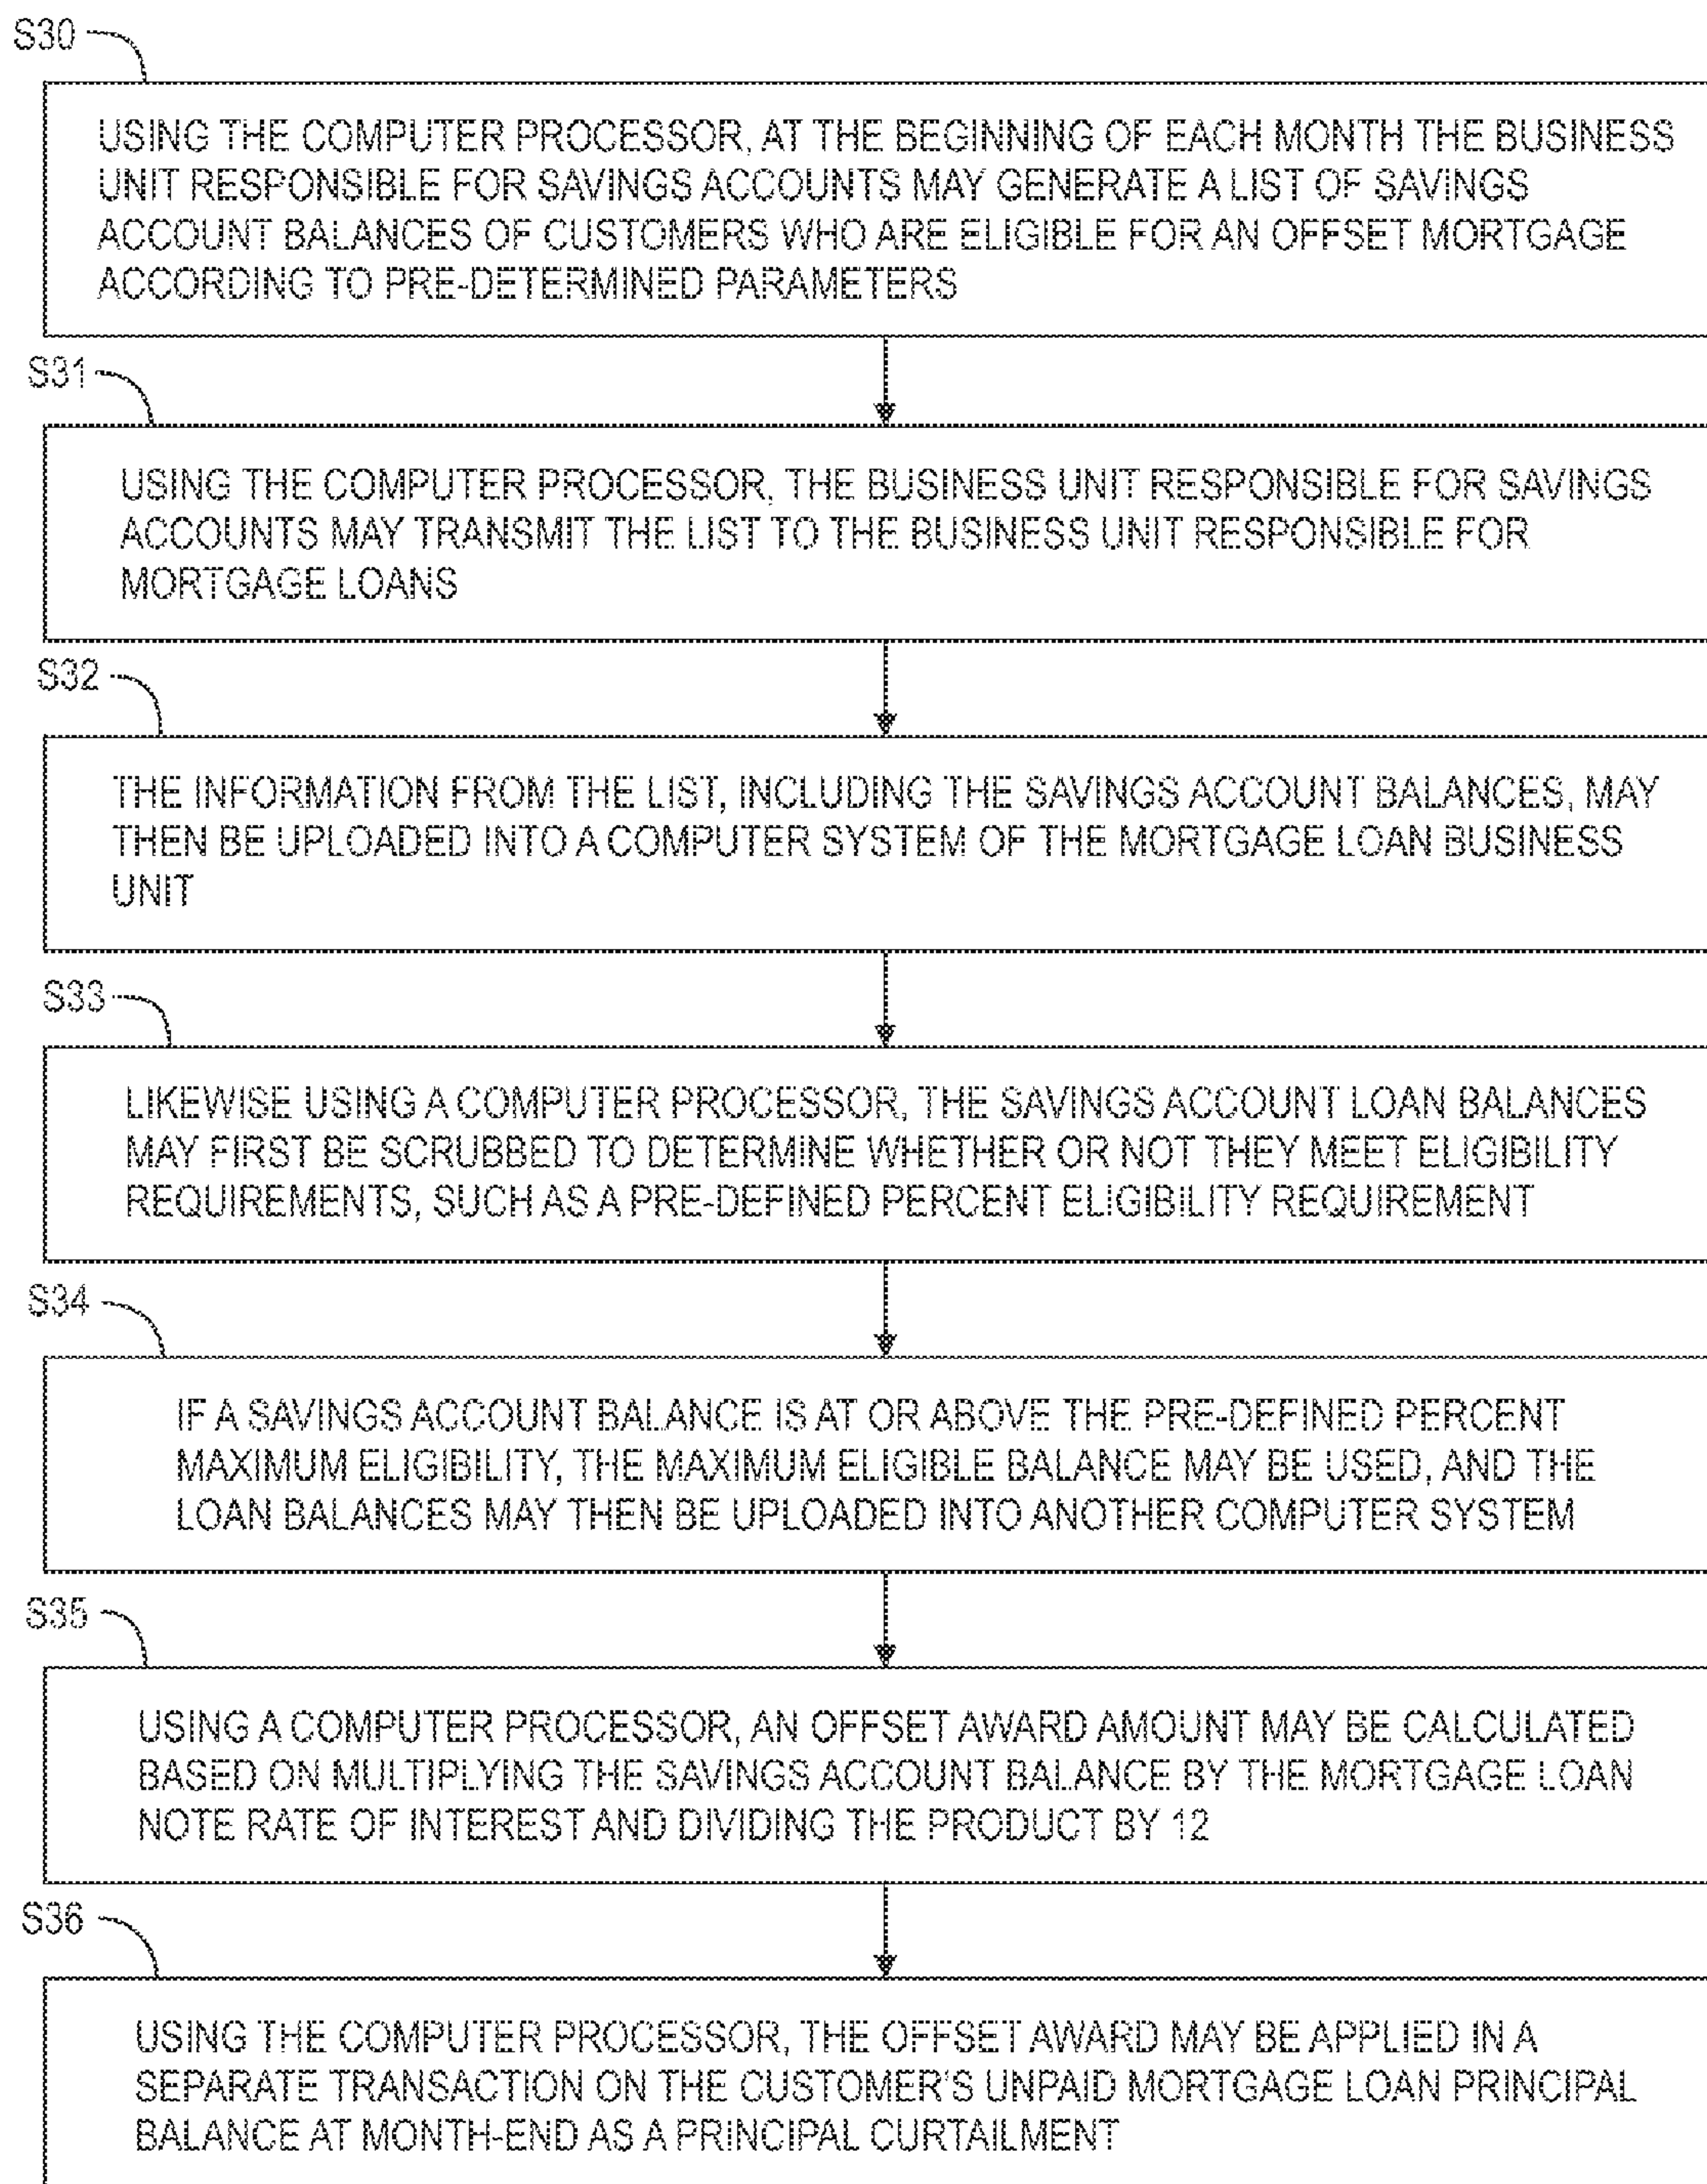 S30
USING THE COMPUTER PROCESSOR, AT THE BEGINNING OF EACH MONTH THE BUSINESS
UNIT RESPONSIBLE FOR SAVINGS ACCOUNTS MAY GENERATE A LIST OF SAVINGS
ACCOUNT BALANCES OF CUSTOMERS WHO ARE ELIGIBLE FOR AN OFFSET MORTGAGE
ACCORDING TO PRE-DETERMINED PARAMETERS
S31
USING THE COMPUTER PROCESSOR, THE BUSINESS UNIT RESPONSIBLE FOR SAVINGS
ACCOUNTS MAY TRANSMIT THE LIST TO THE BUSINESS UNIT RESPONSIBLE FOR
MORTGAGE LOANS
S32
THE INFORMATION FROM THE LIST, INCLUDING THE SAVINGS ACCOUNT BALANCES, MAY
THEN BE UPLOADED INTO A COMPUTER SYSTEM OF THE MORTGAGE LOAN BUSINESS
UNIT
S33
LIKEWISE USING A COMPUTER PROCESSOR, THE SAVINGS ACCOUNT LOAN BALANCES
MAY FIRST BE SCRUBBED TO DETERMINE WHETHER OR NOT THEY MEET ELIGIBILITY
REQUIREMENTS, SUCH AS A PRE-DEFINED PERCENT ELIGIBILITY REQUIREMENT
S34
IF A SAVINGS ACCOUNT BALANCE IS AT OR ABOVE THE PRE-DEFINED PERCENT
MAXIMUM ELIGIBILITY, THE MAXIMUM ELIGIBLE BALANCE MAY BE USED, AND THE
LOAN BALANCES MAY THEN BE UPLOADED INTO ANOTHER COMPUTER SYSTEM
S35
USING A COMPUTER PROCESSOR, AN OFFSET AWARD AMOUNT MAY BE CALCULATED
BASED ON MULTIPLYING THE SAVINGS ACCOUNT BALANCE BY THE MORTGAGE LOAN
NOTE RATE OF INTEREST AND DIVIDING THE PRODUCT BY 12
S36
USING THE COMPUTER PROCESSOR, THE OFFSET AWARD MAY BE APPLIED IN A
SEPARATE TRANSACTION ON THE CUSTOMER'S UNPAID MORTGAGE LOAN PRINCIPAL
BALANCE AT MONTH-END AS A PRINCIPAL CURTAILMENT